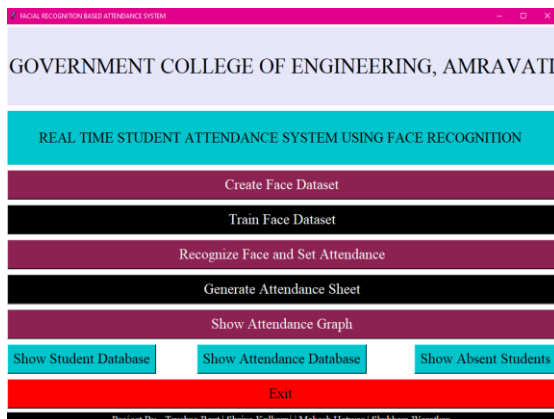 FACIAL RECOGNITION BASED ATTENDANCE SYSTEM
GOVERNMENT COLLEGE OF ENGINEERING, AMRAVATI
REAL TIME STUDENT ATTENDANCE SYSTEM USING FACE RECOGNITION
Create Face Dataset
Train Face Dataset
Recognize Face and Set Attendance
Generate Attendance Sheet
Show Attendance Graph
Show Student Database Show Attendance Database Show Absent Students
Exit
Project By